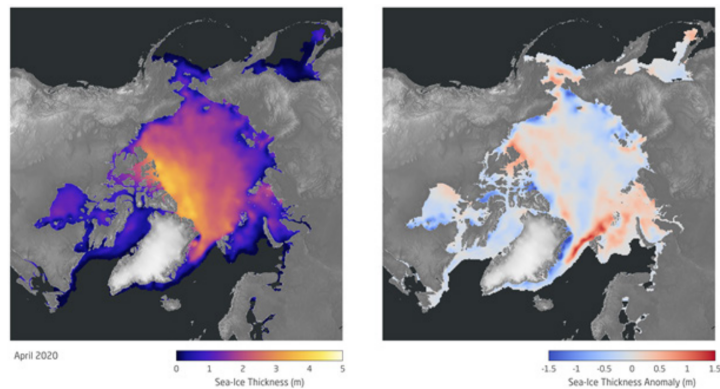 April 2020
0 1 2 3 4 5
Sea-Ice Thickness (m)
-1.5 -1 -0.5 0 0.5 1 1.5
Sea-Ice Thickness Anomaly (m)